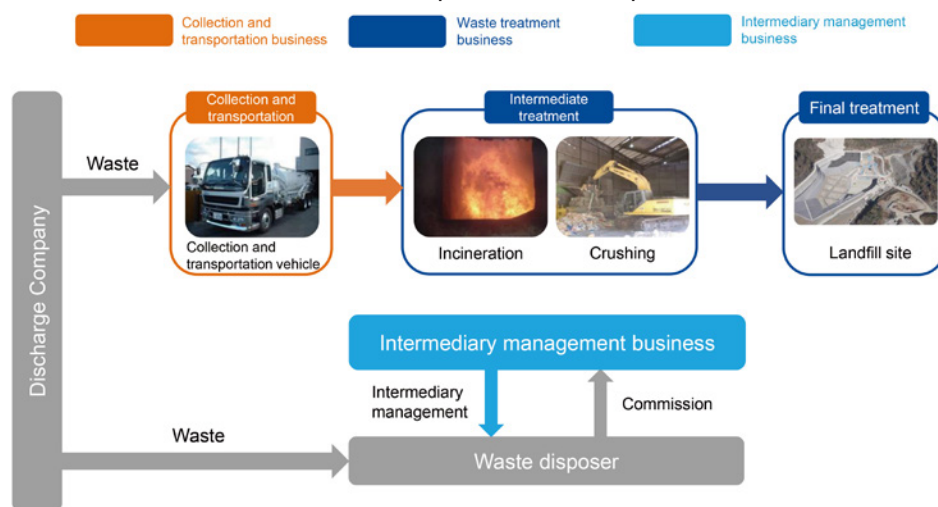 Collection and
transportation business
Waste treatment
business
Intermediary management
business
Discharge Company
Waste
Collection and
transportation
Collection and
transportation vehicle
Intermediate
treatment
Incineration
Crushing
Final treatment
Landfill site
Intermediary management business
Intermediary
management
Commission
Waste
Waste disposer